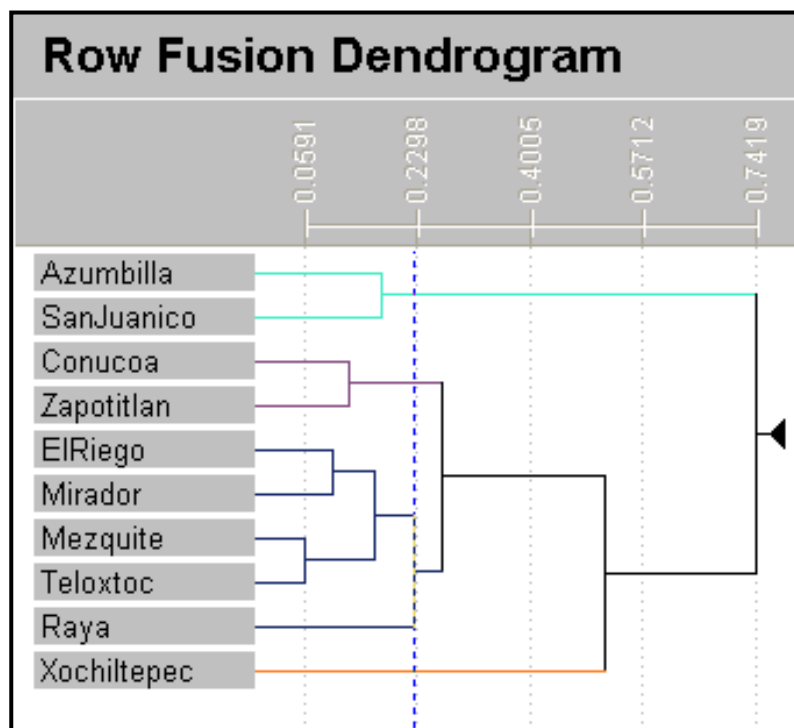 Row Fusion Dendrogram
0.0591
0.2298
0.4005
0.5712
0.7419
Azumbilla
SanJuanico
Conucoa
Zapotitlan
ElRiego
Mirador
Mezquite
Teloxtoc
Raya
Xochiltepec